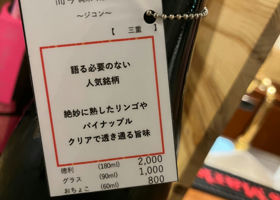 ～ジコン～
【 三重 】
語る必要のない
人気銘柄
絶妙に熟したリンゴや
パイナップル
クリアで透き通る旨味
徳利 (180ml) 2,000
グラス (90ml) 1,000
おちょこ (60ml) 800